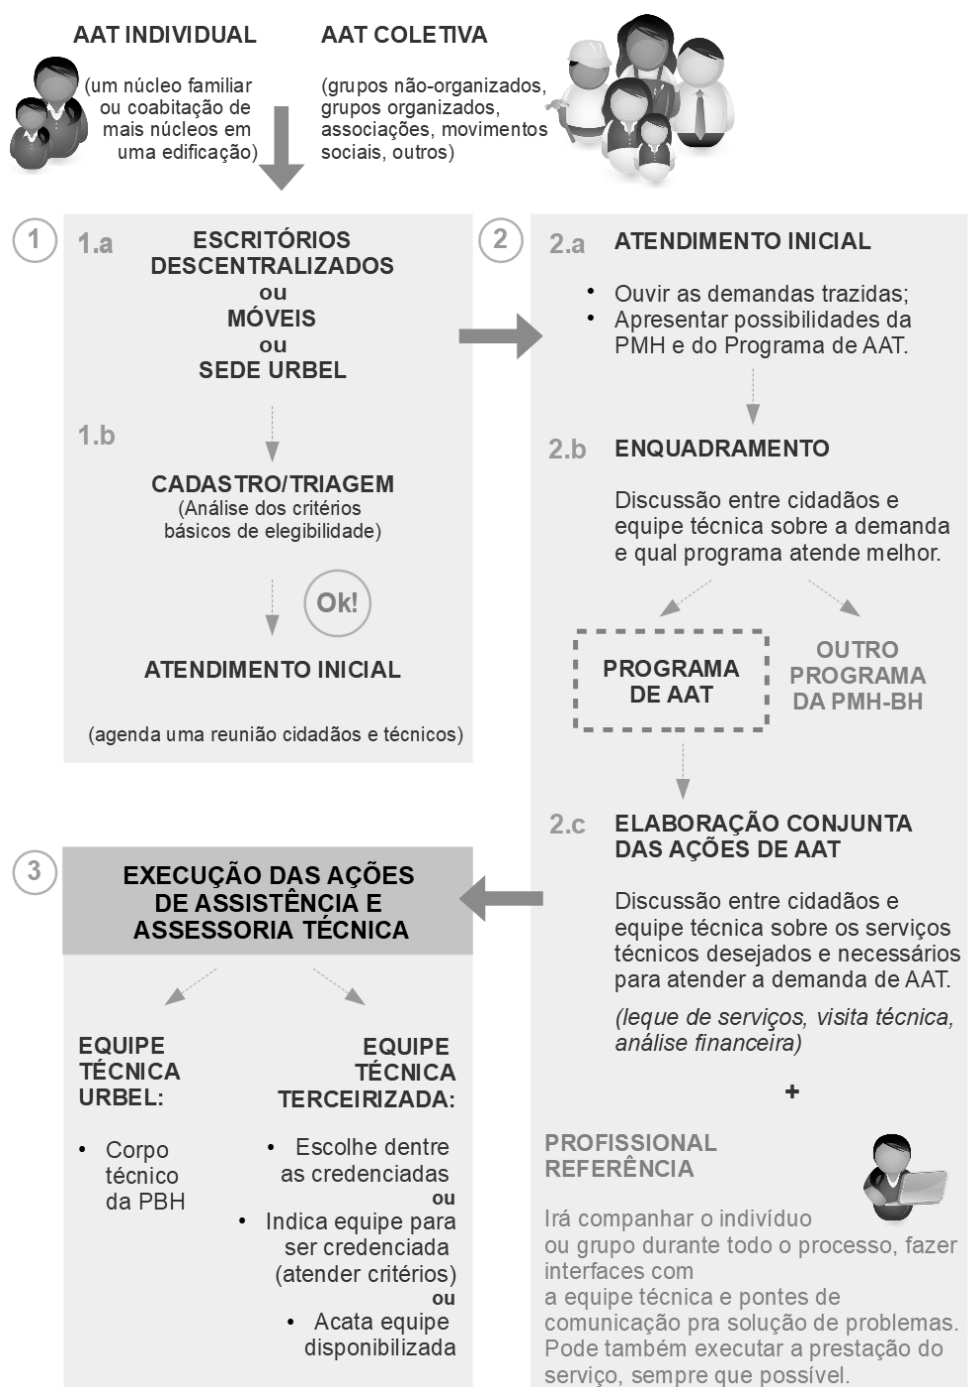 AAT INDIVIDUAL
(um núcleo familiar
ou coabitação de
mais núcleos em
uma edificação)
AAT COLETIVA
(grupos não-organizados,
grupos organizados,
associações, movimentos
sociais, outros)
1
1.a
ESCRITÓRIOS
DESCENTRALIZADOS
ou
MÓVEIS
ou
SEDE URBEL
1.b
CADASTRO/TRIAGEM
(Análise dos critérios
básicos de elegibilidade)
Ok!
ATENDIMENTO INICIAL
(agenda uma reunião cidadãos e técnicos)
2
2.a
ATENDIMENTO INICIAL
• Ouvir as demandas trazidas;
• Apresentar possibilidades da
PMH e do Programa de AAT.
2.b
ENQUADRAMENTO
Discussão entre cidadãos e
equipe técnica sobre a demanda
e qual programa atende melhor.
PROGRAMA
DE AAT
OUTRO
PROGRAMA
DA PMH-BH
2.c
ELABORAÇÃO CONJUNTA
DAS AÇÕES DE AAT
Discussão entre cidadãos e
equipe técnica sobre os serviços
técnicos desejados e necessários
para atender a demanda de AAT.
(leque de serviços, visita técnica,
análise financeira)
+
PROFISSIONAL
REFERÊNCIA
Irá companhar o indivíduo
ou grupo durante todo o processo, fazer
interfaces com
a equipe técnica e pontes de
comunicação pra solução de problemas.
Pode também executar a prestação do
serviço, sempre que possível.
3
EXECUÇÃO DAS AÇÕES
DE ASSISTÊNCIA E
ASSESSORIA TÉCNICA
EQUIPE
TÉCNICA
URBEL:
• Corpo
técnico
da PBH
EQUIPE
TÉCNICA
TERCEIRIZADA:
• Escolhe dentre
as credenciadas
ou
• Indica equipe para
ser credenciada
(atender critérios)
ou
• Acata equipe
disponibilizada